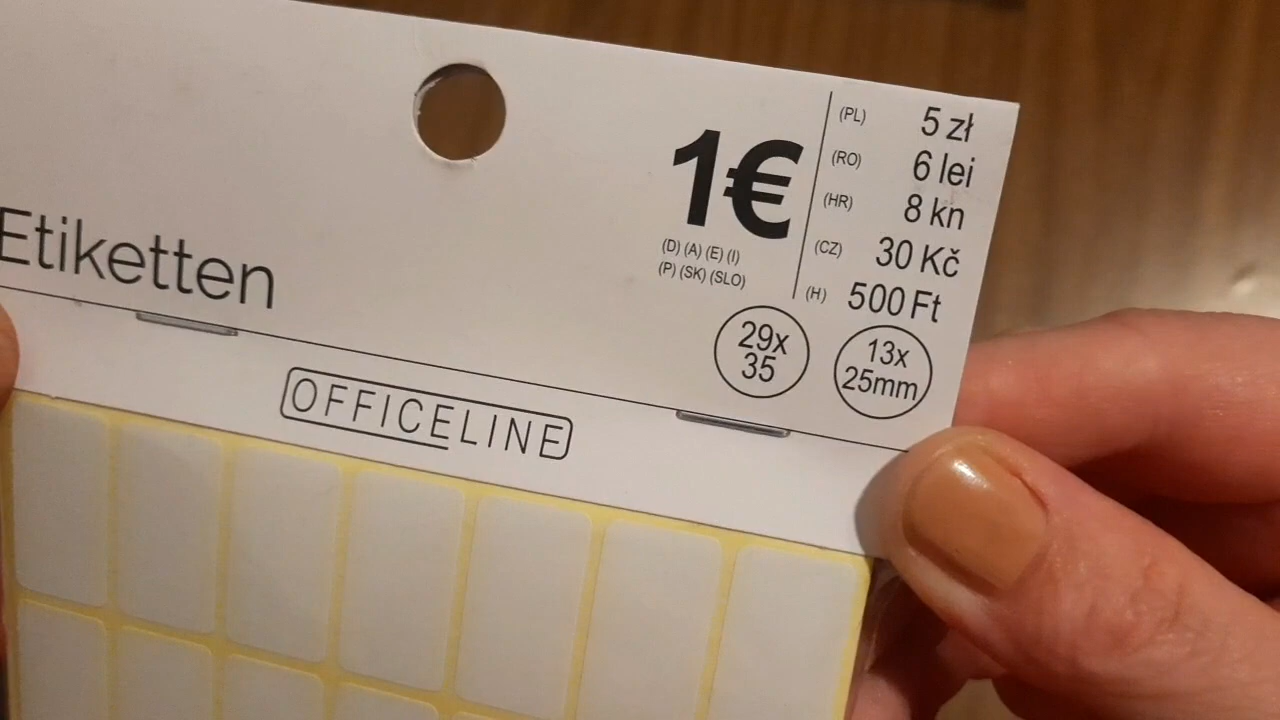 Etiketten
1€
(D) (A) (E) (I)
(P) (SK) (SLO)
(PL) 5 zł
(RO) 6 lei
(HR) 8 kn
(CZ) 30 Kč
(H) 500 Ft
29x
35
13x
25mm
OFFICELINE